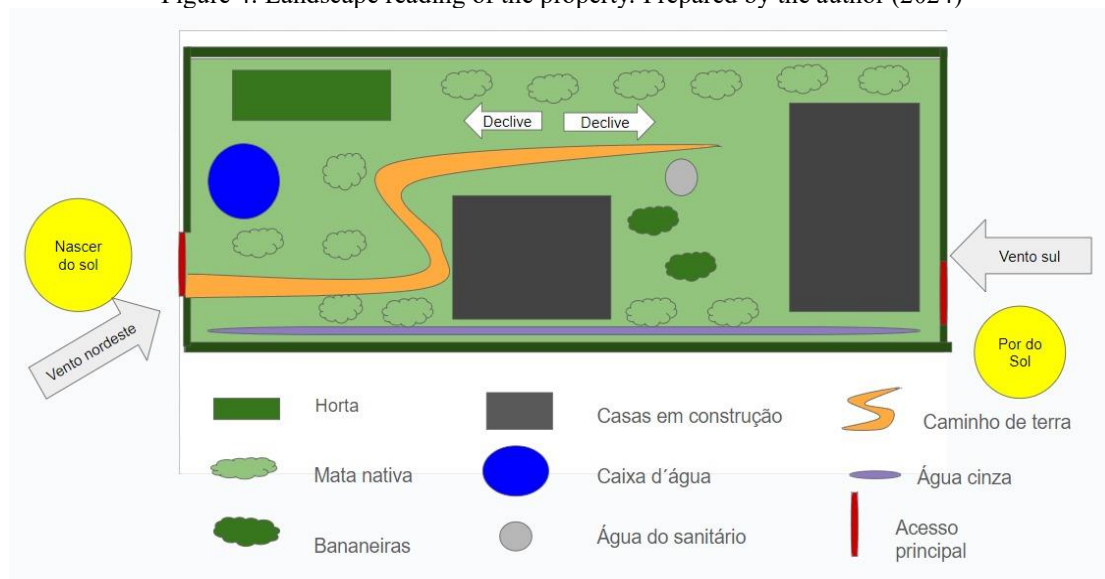 Figure 4. Landscape reading of the property. Prepared by the author (2024)
Declive
Declive
Nascer
do sol
Vento nordeste
Vento sul
Por do
Sol
Horta
Casas em construção
Caminho de terra
Mata nativa
Caixa d´água
Água cinza
Bananeiras
Água do sanitário
Acesso
principal